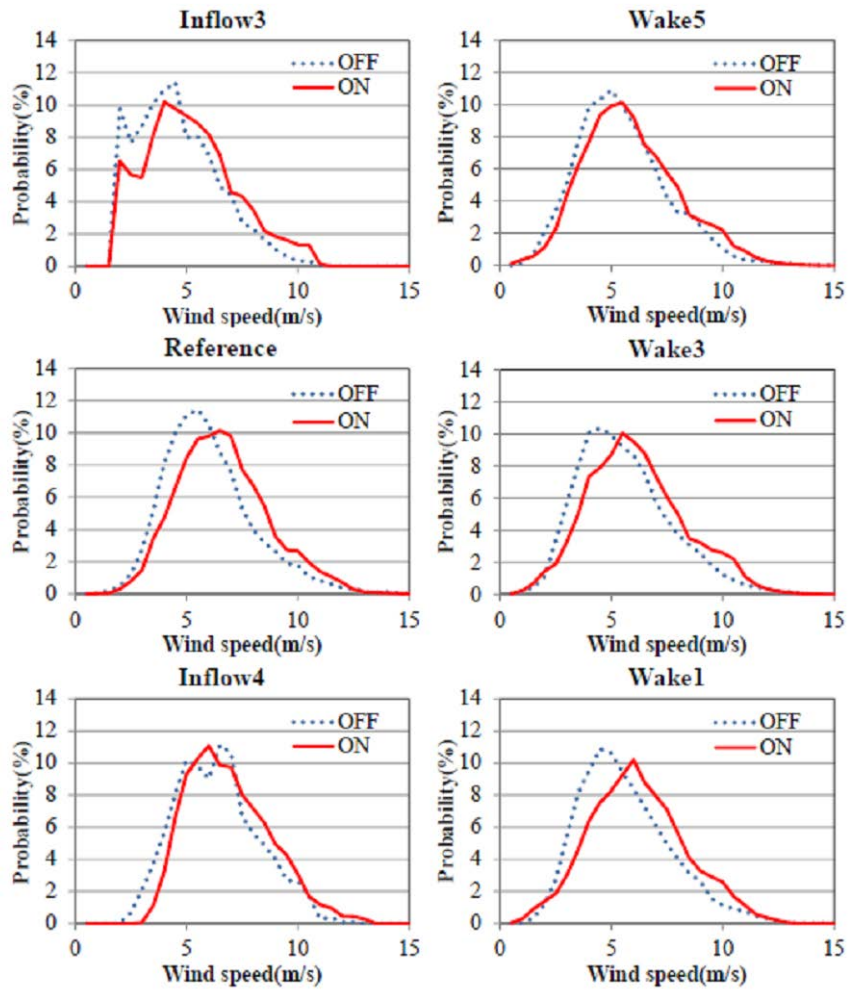 Inflow3
14
12
10
8
6
4
2
0
Probability(%)
OFF
ON
0 5 10 15
Wind speed(m/s)
Wake5
14
12
10
8
6
4
2
0
Probability(%)
OFF
ON
0 5 10 15
Wind speed(m/s)
Reference
14
12
10
8
6
4
2
0
Probability(%)
OFF
ON
0 5 10 15
Wind speed(m/s)
Wake3
14
12
10
8
6
4
2
0
Probability(%)
OFF
ON
0 5 10 15
Wind speed(m/s)
Inflow4
14
12
10
8
6
4
2
0
Probability(%)
OFF
ON
0 5 10 15
Wind speed(m/s)
Wake1
14
12
10
8
6
4
2
0
Probability(%)
OFF
ON
0 5 10 15
Wind speed(m/s)